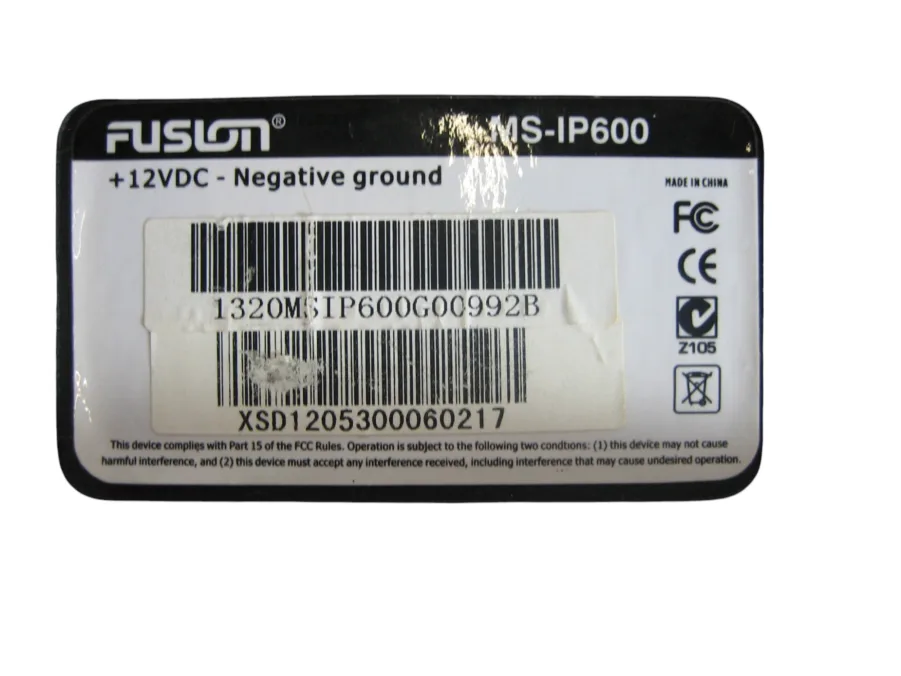 FUSION®
MS-IP600
+12VDC - Negative ground
MADE IN CHINA
FC
CE
1320MSIP600G00992B
Z105
XSD1205300060217
This device complies with Part 15 of the FCC Rules. Operation is subject to the following two condtions: (1) this device may not cause
harmful interference, and (2) this device must accept any interference received, including interference that may cause undesired operation.